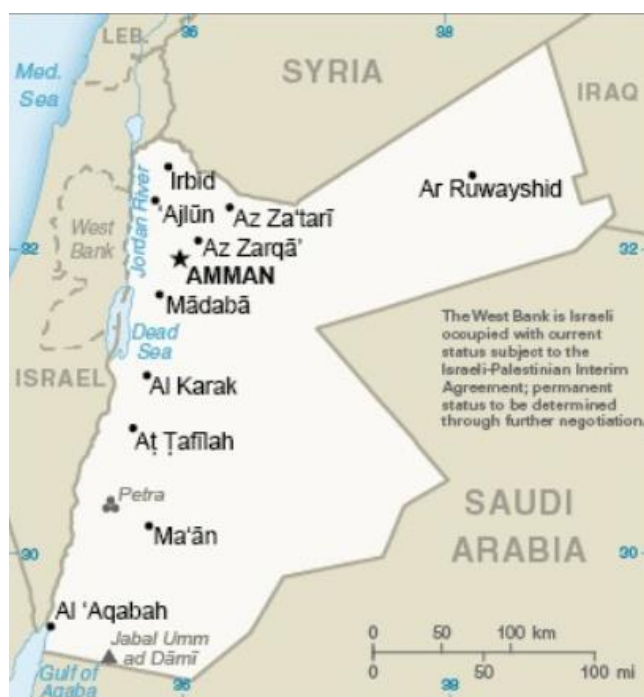 LEB.
36
38
Med.
Sea
SYRIA
IRAQ
Irbid
Jordan River
Ar Ruwayshid
‘Ajlūn
Az Za‘tarī
West
Bank
32
Az Zarqā’
32
AMMAN
Mādabā
Dead
Sea
The West Bank is Israeli
occupied with current
status subject to the
Israeli-Palestinian Interim
Agreement; permanent
status to be determined
through further negotiation.
ISRAEL
Al Karak
Aţ Ţafīlah
Petra
SAUDI
ARABIA
Ma‘ān
30
30
Al ‘Aqabah
Jabal Umm
ad Dāmī
0 50 100 km
0 50 100 mi
Gulf of
Aqaba
36
38